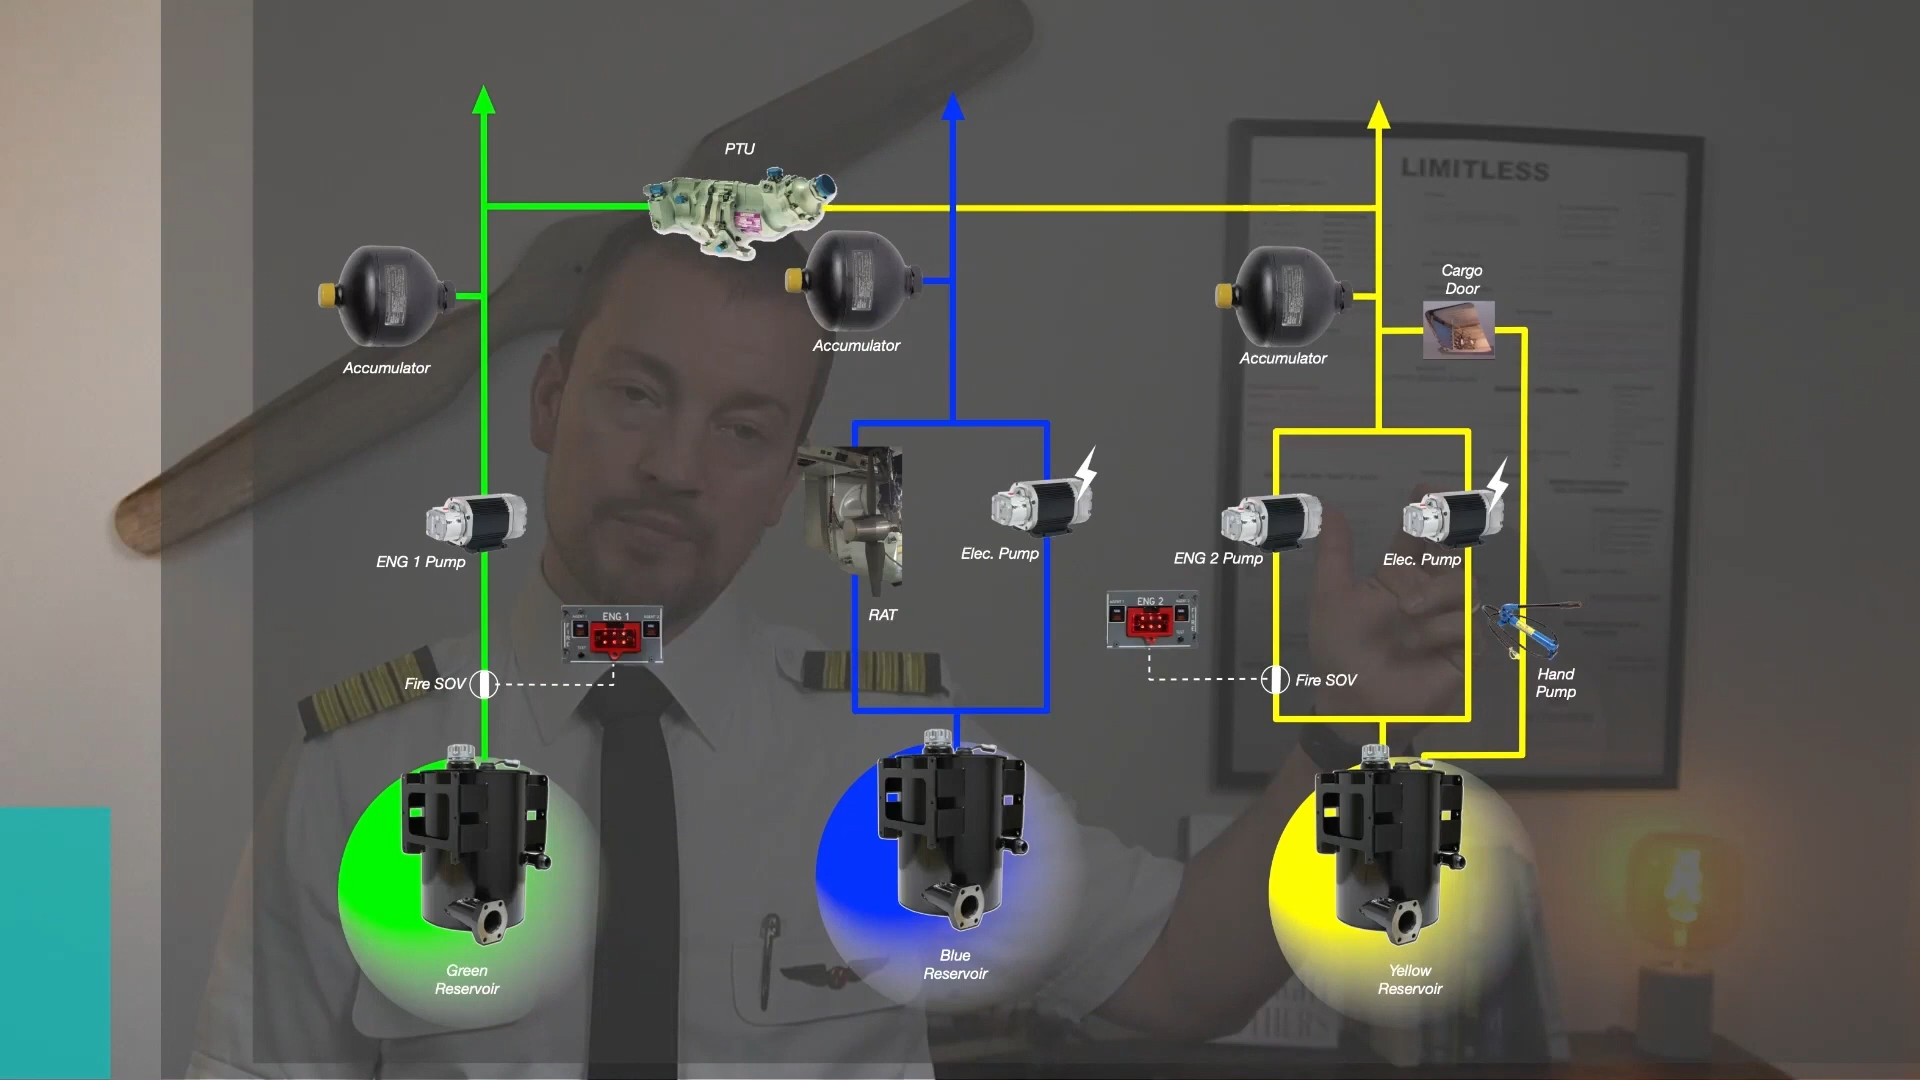 PTU
LIMITLESS
Cargo
Door
Accumulator
Accumulator
Accumulator
ENG 1 Pump
Elec. Pump
ENG 2 Pump
Elec. Pump
RAT
ENG 1
ENG 2
Fire SOV
Fire SOV
Hand
Pump
Green
Reservoir
Blue
Reservoir
Yellow
Reservoir